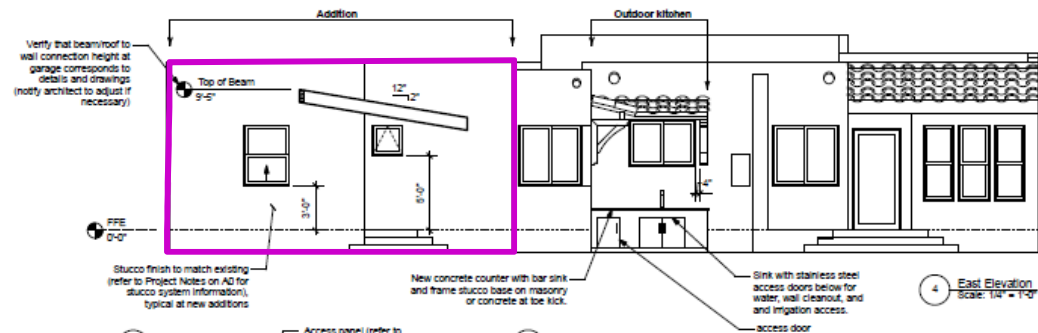 Addition
Outdoor kitchen
Verify that beam/roof to
wall connection height at
garage corresponds to
details and drawings
(notify architect to adjust if
necessary)
Top of Beam
9'-5"
12"
2"
4"
3'-0"
6'-0"
FFE
0'-0"
Stucco finish to match existing
(refer to Project Notes on A0 for
stucco system information),
typical at new additions
New concrete counter with bar sink
and frame stucco base on masonry
or concrete at toe kick.
Sink with stainless steel
access doors below for
water, wall cleanout, and
and irrigation access.
4
East Elevation
Scale: 1/4" = 1'-0"
Access panel (refer to
access door